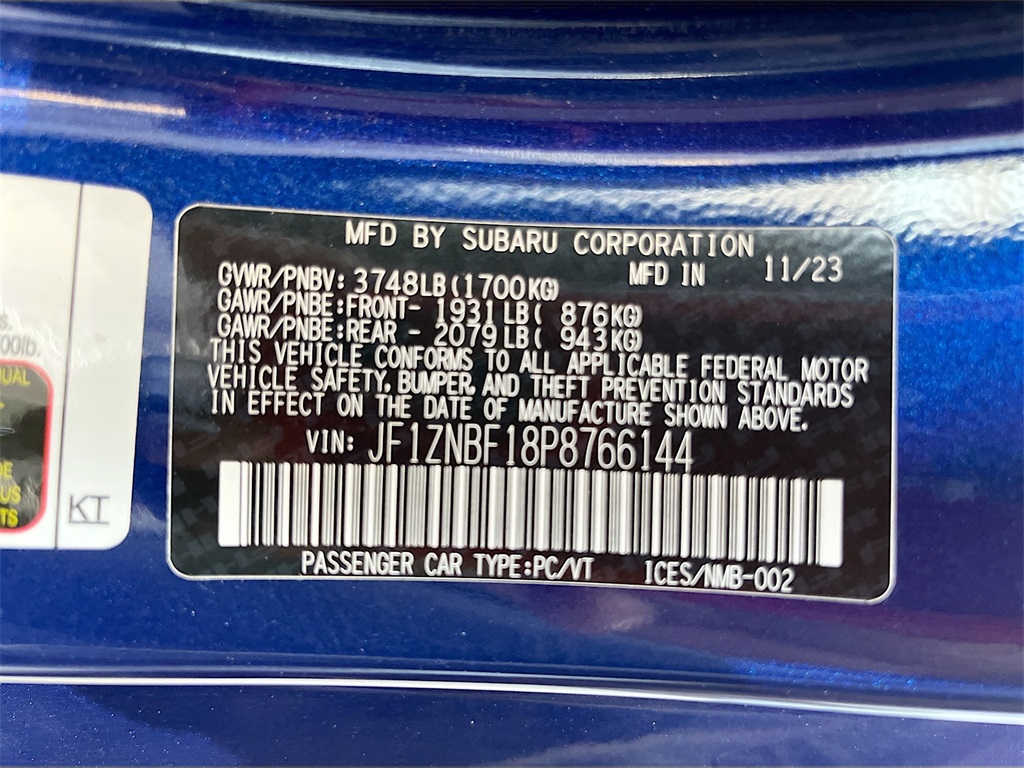 MFD BY SUBARU CORPORATION
MFD IN 11/23
GVWR/PNBV: 3748LB(1700KG)
GAWR/PNBE:FRONT- 1931LB( 876KG)
GAWR/PNBE:REAR - 2079LB( 943KG)
THIS VEHICLE CONFORMS TO ALL APPLICABLE FEDERAL MOTOR
VEHICLE SAFETY, BUMPER, AND THEFT PREVENTION STANDARDS
IN EFFECT ON THE DATE OF MANUFACTURE SHOWN ABOVE.
VIN: JF1ZNBF18P8766144
PASSENGER CAR TYPE:PC/VT ICES/NMB-002
KT